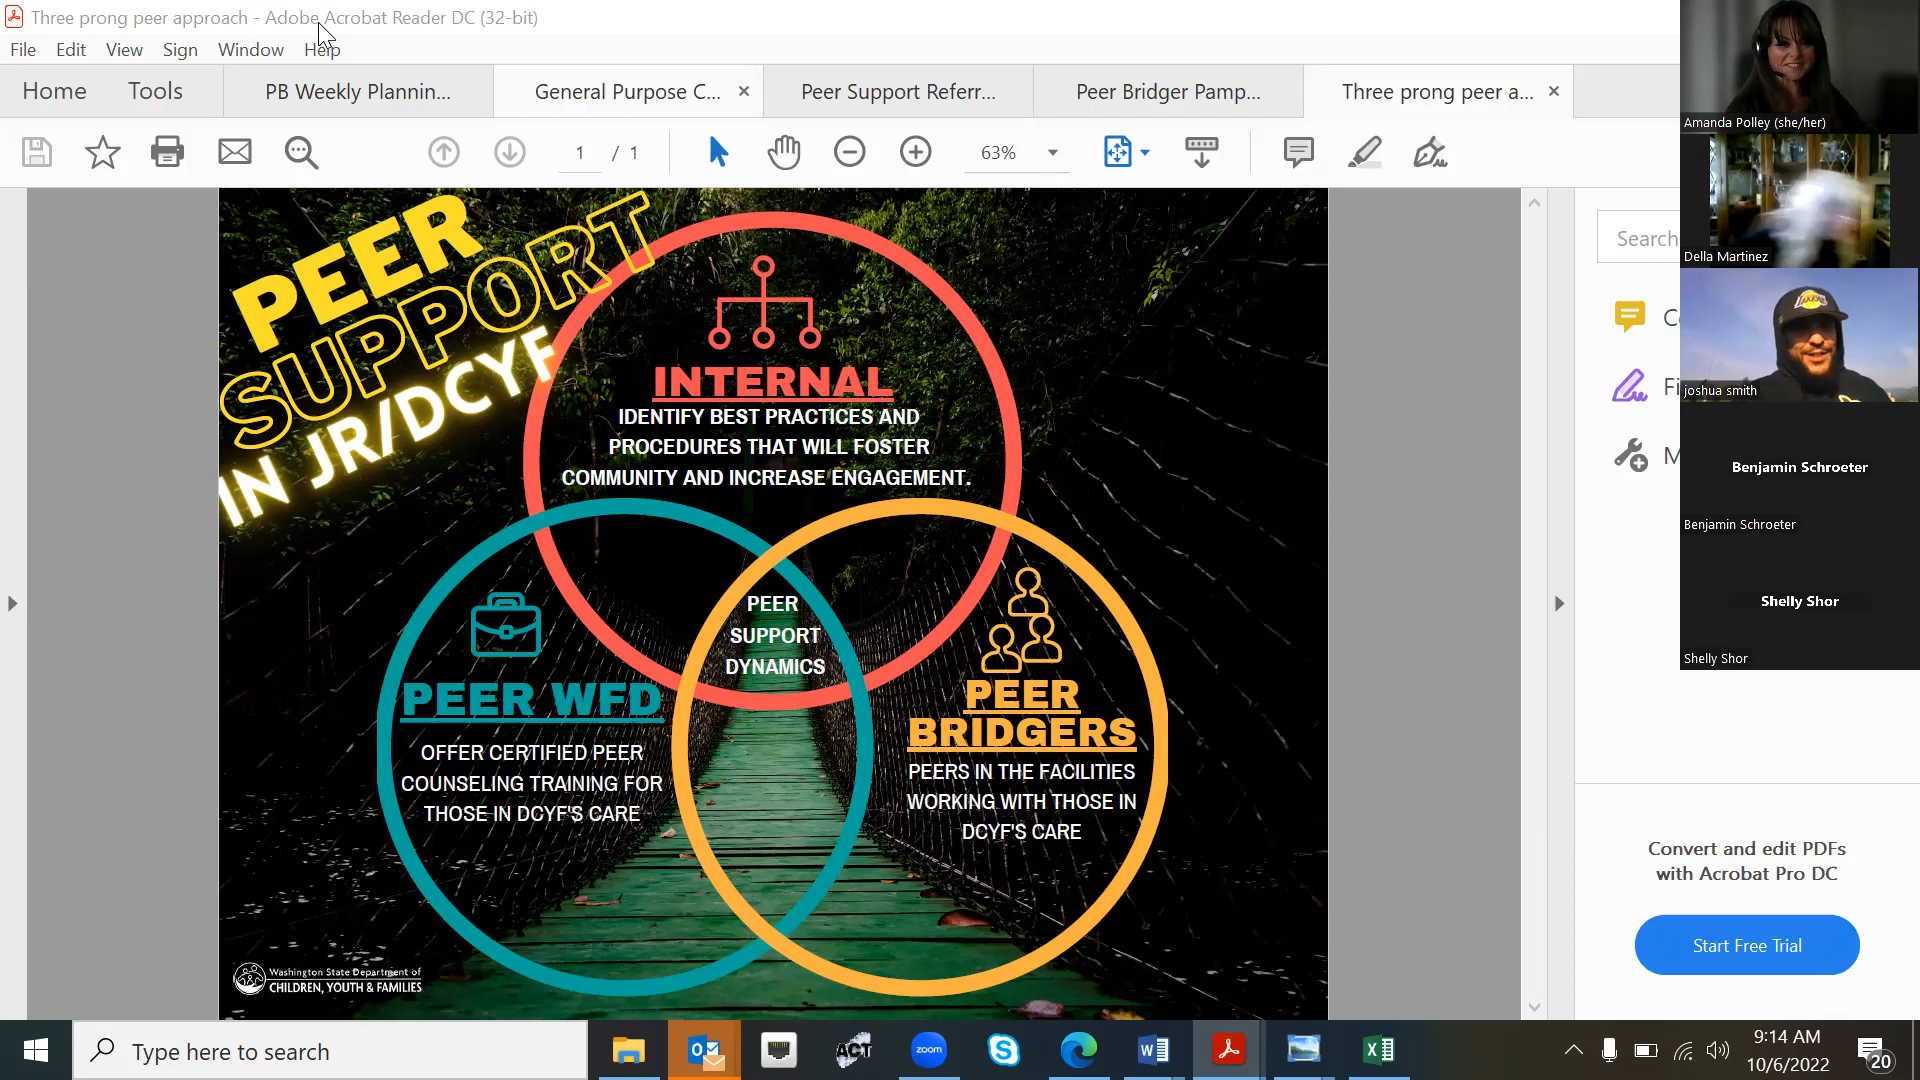 Three prong peer approach - Adobe Acrobat Reader DC (32-bit)
File Edit View Sign Window Help
Home Tools PB Weekly Plannin... General Purpose C... Peer Support Referr... Peer Bridger Pamp... Three prong peer a...
1 / 1 63%
PEER
SUPPORT
IN JR/DCYF
INTERNAL
IDENTIFY BEST PRACTICES AND
PROCEDURES THAT WILL FOSTER
COMMUNITY AND INCREASE ENGAGEMENT.
PEER
SUPPORT
DYNAMICS
PEER WFD
OFFER CERTIFIED PEER
COUNSELING TRAINING FOR
THOSE IN DCYF'S CARE
PEER
BRIDGERS
PEERS IN THE FACILITIES
WORKING WITH THOSE IN
DCYF'S CARE
Washington State Department of
CHILDREN, YOUTH & FAMILIES
Search
Convert and edit PDFs
with Acrobat Pro DC
Start Free Trial
Amanda Polley (she/her)
Della Martinez
LAKERS
joshua smith
Benjamin Schroeter
Benjamin Schroeter
Shelly Shor
Shelly Shor
Type here to search
ACT
zoom
9:14 AM
10/6/2022
20